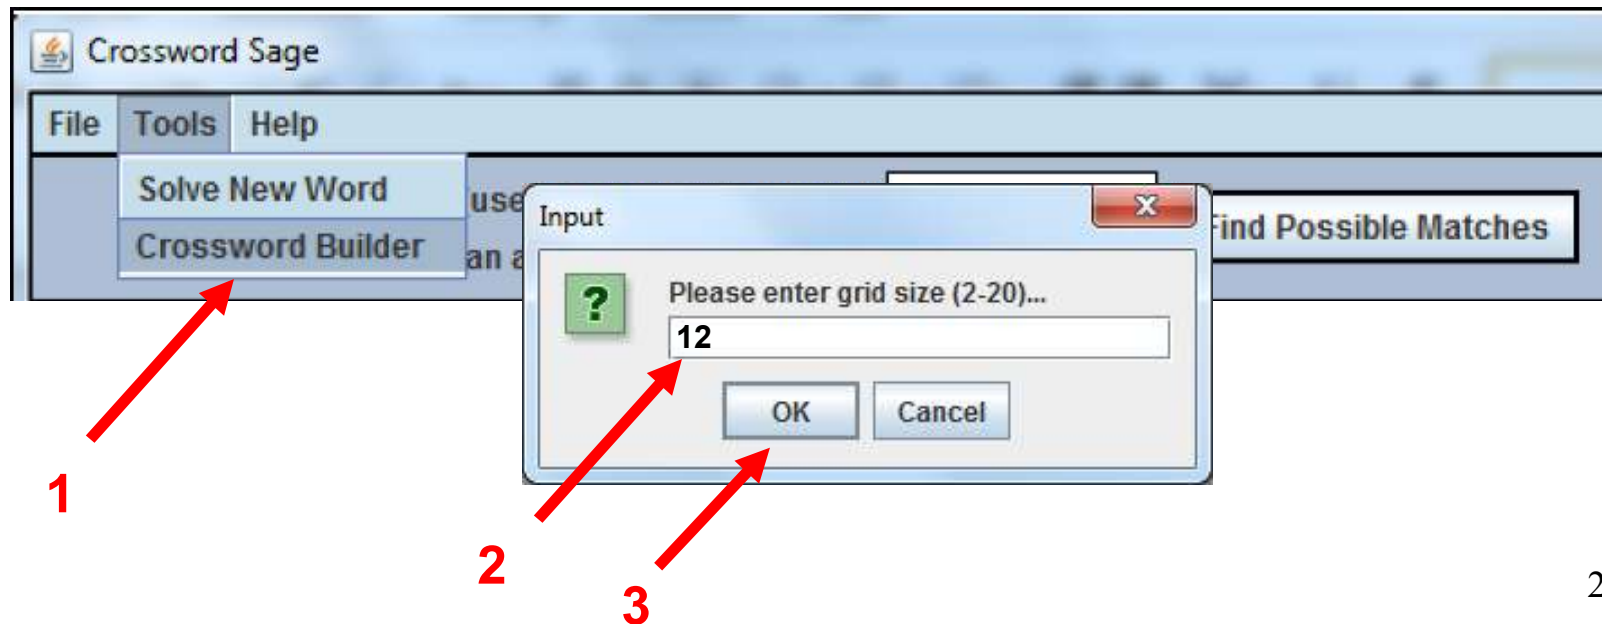 Crossword Sage
File Tools Help
Solve New Word
Crossword Builder
use
an a
Input
Find Possible Matches
?
Please enter grid size (2-20)...
12
OK Cancel
1
2
3
2